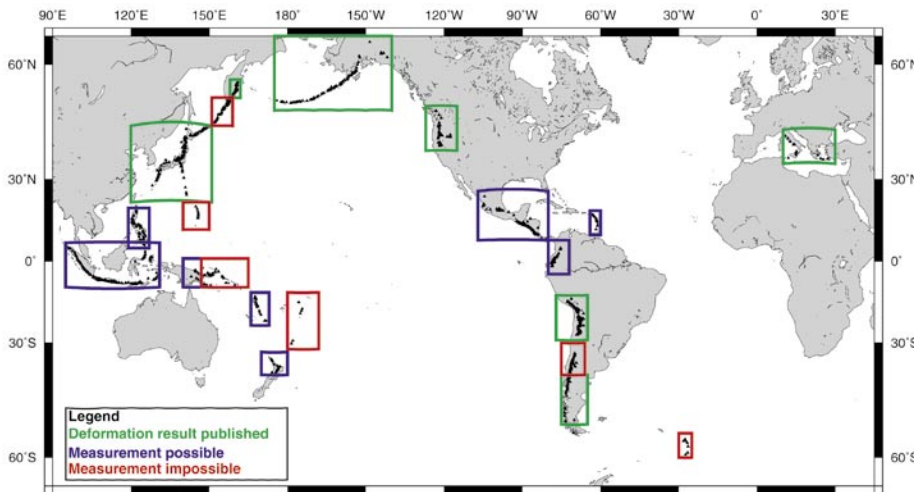 90°E 120°E 150°E 180° 150°W 120°W 90°W 60°W 30°W 0° 30°E
60°N 60°N
30°N 30°N
0° 0°
30°S 30°S
60°S 60°S
Legend
Deformation result published
Measurement possible
Measurement impossible